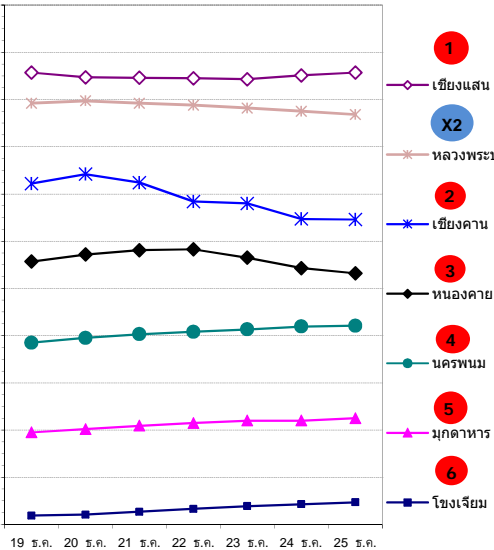 1
เชียงแสน
X2
หลวงพระบ
2
เชียงคาน
3
หนองคาย
4
นครพนม
5
มุกดาหาร
6
โขงเจียม
19 ธ.ค. 20 ธ.ค. 21 ธ.ค. 22 ธ.ค. 23 ธ.ค. 24 ธ.ค. 25 ธ.ค.